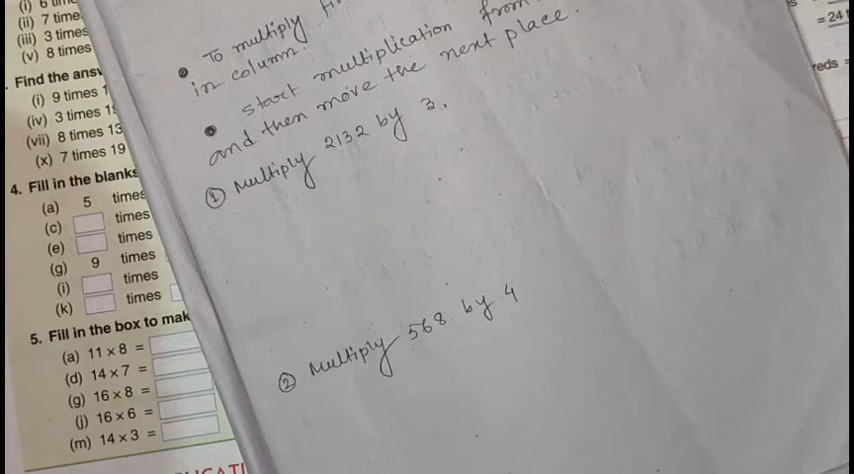 (i) 6
(ii) 7 time
(iii) 3 times
(v) 8 times
Find the answ
(i) 9 times 1
(iv) 3 times 1
(vii) 8 times 13
(x) 7 times 19
4. Fill in the blanks
(a) 5 times
(c) times
(e) times
(g) 9 times
(i) times
(k) times
5. Fill in the box to mak
(a) 11 × 8 =
(d) 14 × 7 =
(g) 16 × 8 =
(j) 16 × 6 =
(m) 14 × 3 =
• To multiply
in column.
• start multiplication from
and then move the next place.
① Multiply 2132 by 3.
② Multiply 568 by 4
= 24
reds =